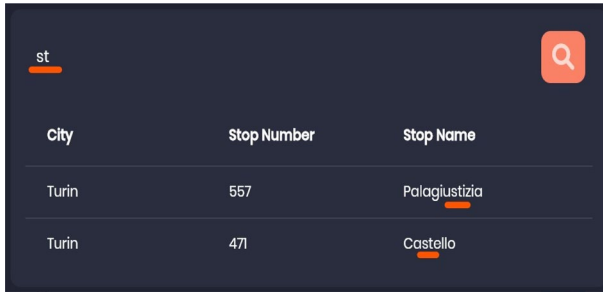 st
City Stop Number Stop Name
Turin 557 Palagiustizia
Turin 471 Castello